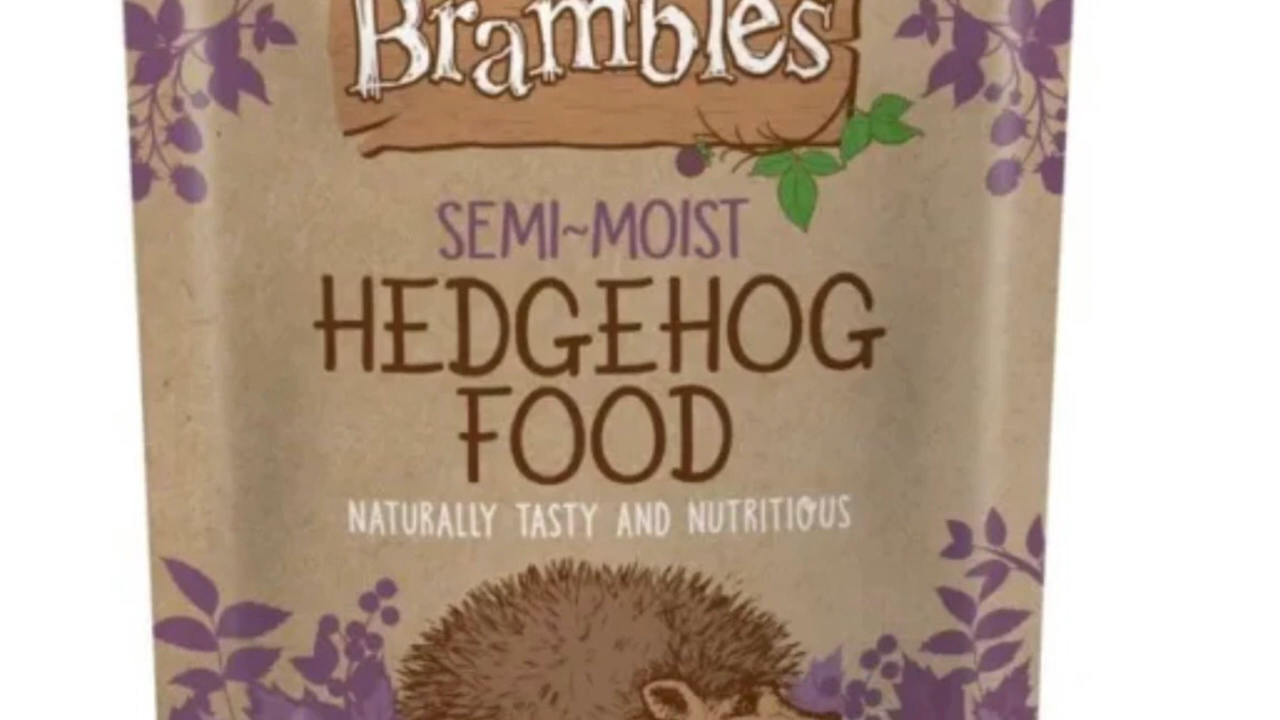 Brambles
SEMI~MOIST
HEDGEHOG
FOOD
NATURALLY TASTY AND NUTRITIOUS